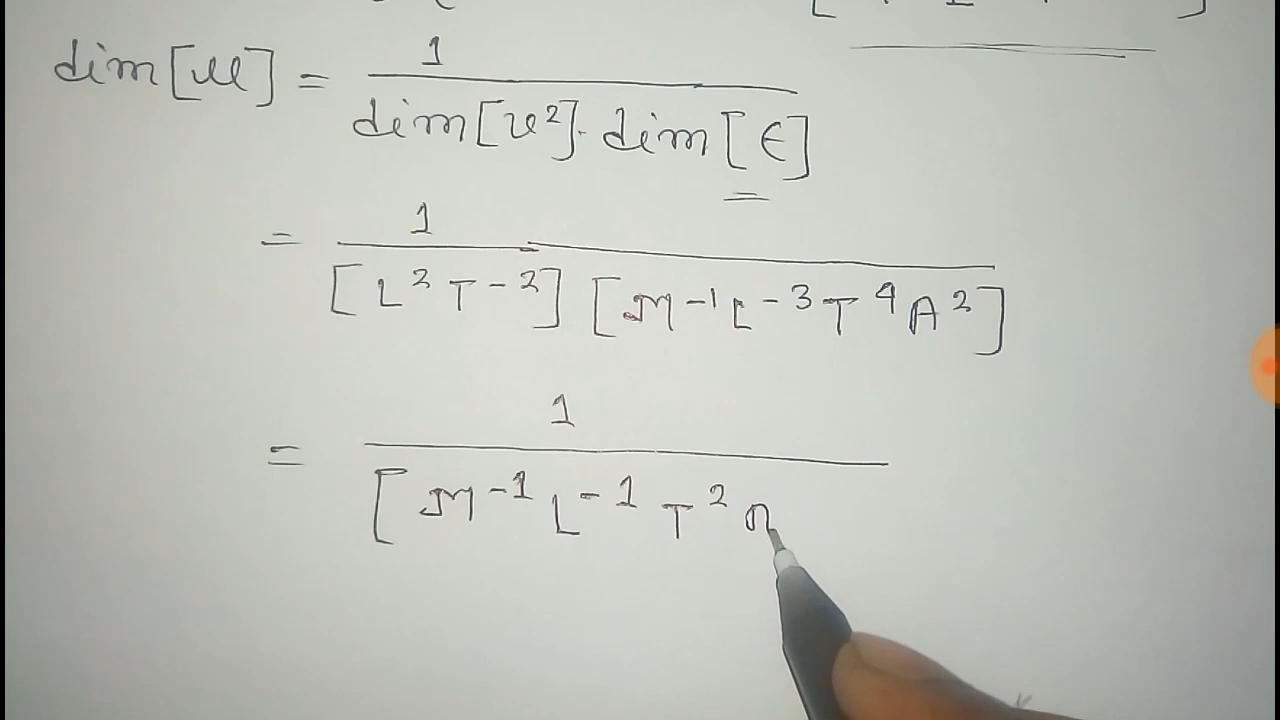 dim[μ] = 1 / dim[v²]. dim[ε]
= 1 / [L² T⁻²] [M⁻¹ L⁻³ T⁴ A²]
= 1 / [M⁻¹ L⁻¹ T²